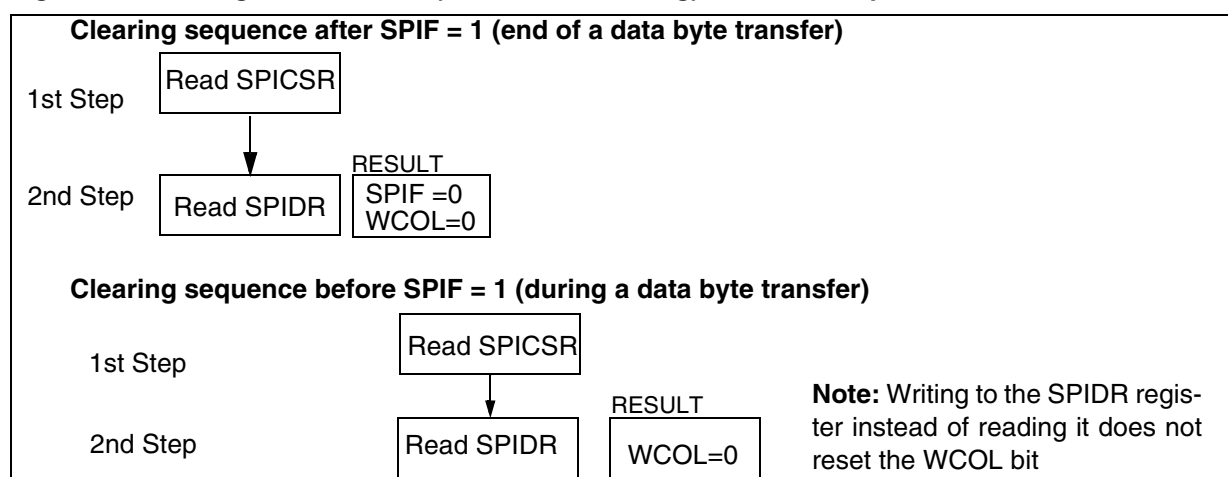 Clearing sequence after SPIF = 1 (end of a data byte transfer)
1st Step
Read SPICSR
RESULT
2nd Step
Read SPIDR
SPIF =0
WCOL=0
Clearing sequence before SPIF = 1 (during a data byte transfer)
1st Step
Read SPICSR
2nd Step
Read SPIDR
RESULT
WCOL=0
Note: Writing to the SPIDR regis-
ter instead of reading it does not
reset the WCOL bit